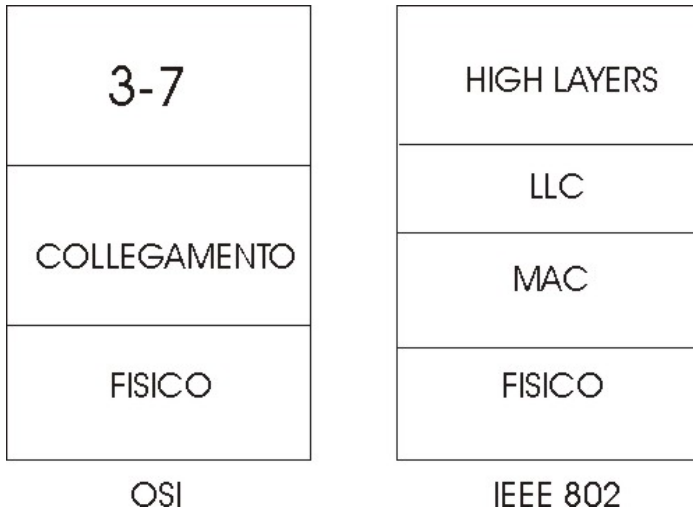 3-7
COLLEGAMENTO
FISICO
OSI
HIGH LAYERS
LLC
MAC
FISICO
IEEE 802